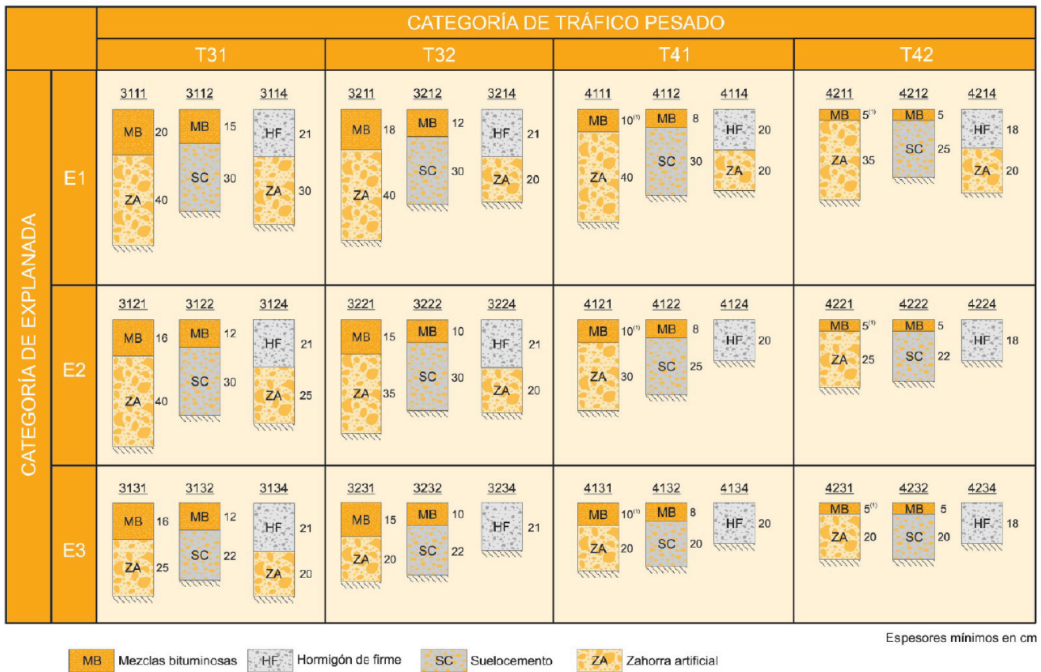 CATEGORÍA DE TRÁFICO PESADO
T31 T32 T41 T42
CATEGORÍA DE EXPLANADA
E1
3111 3112 3114 3211 3212 3214 4111 4112 4114 4211 4212 4214
MB 20 MB 15 HF 21 MB 18 MB 12 HF 21 MB 10(1) MB 8 HF 20 MB 5(1) MB 5 HF 18
ZA 40 SC 30 ZA 30 ZA 40 SC 30 ZA 20 ZA 40 SC 30 ZA 20 ZA 35 SC 25 ZA 20
E2
3121 3122 3124 3221 3222 3224 4121 4122 4124 4221 4222 4224
MB 16 MB 12 HF 21 MB 15 MB 10 HF 21 MB 10(1) MB 8 HF 20 MB 5(1) MB 5 HF 18
ZA 40 SC 30 ZA 25 ZA 35 SC 30 ZA 20 ZA 30 SC 25 ZA 25 SC 22
E3
3131 3132 3134 3231 3232 3234 4131 4132 4134 4231 4232 4234
MB 16 MB 12 HF 21 MB 15 MB 10 HF 21 MB 10(1) MB 8 HF 20 MB 5(1) MB 5 HF 18
ZA 25 SC 22 ZA 20 ZA 20 SC 22 ZA 20 SC 20 ZA 20 SC 20
Espesores mínimos en cm
MB Mezclas bituminosas HF Hormigón de firme SC Suelocemento ZA Zahorra artificial